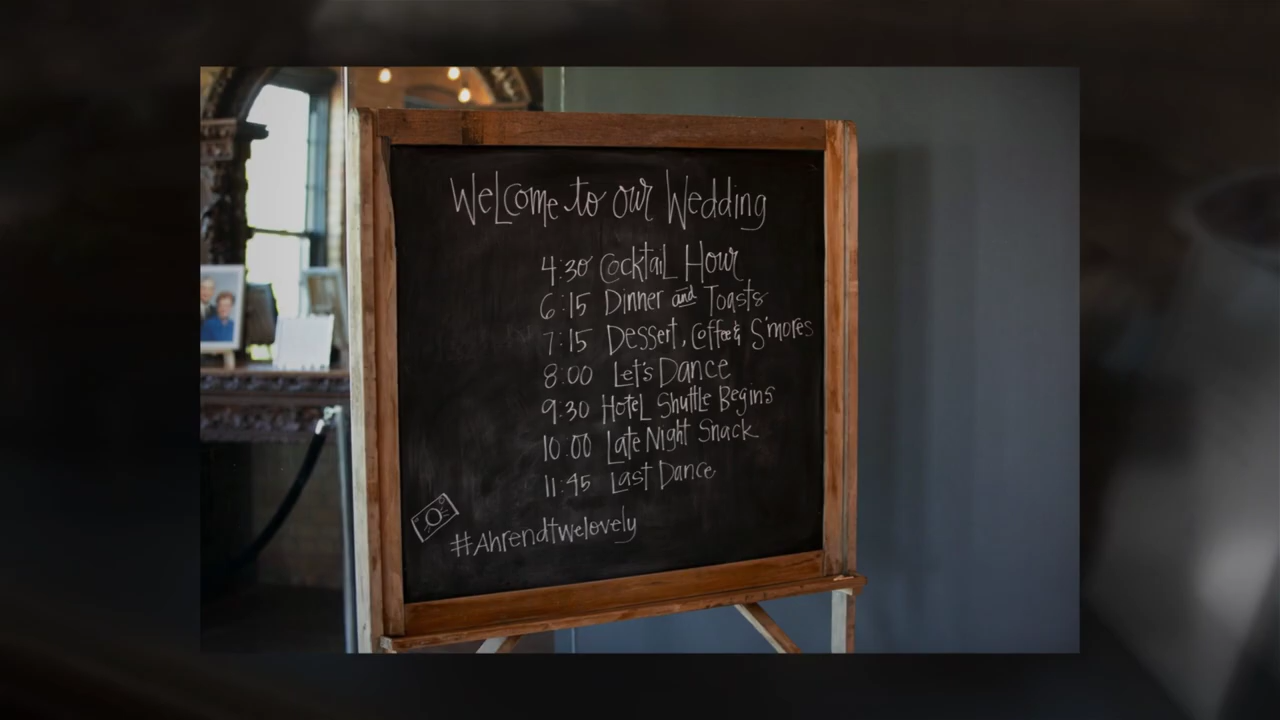 Welcome to our Wedding
4:30 Cocktail Hour
6:15 Dinner and Toasts
7:15 Dessert, Coffee & S'mores
8:00 Let's Dance
9:30 Hotel Shuttle Begins
10:00 Late Night Snack
11:45 Last Dance
#Ahrendtwelovely